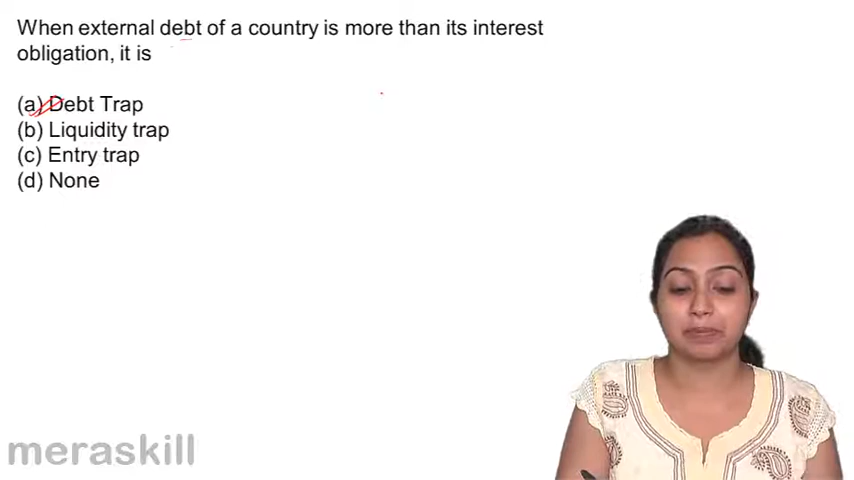 When external debt of a country is more than its interest
obligation, it is
(a) Debt Trap
(b) Liquidity trap
(c) Entry trap
(d) None
meraskill